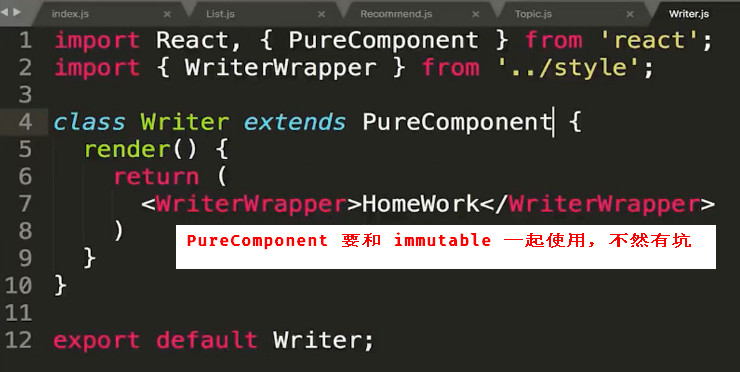 index.js List.js Recommend.js Topic.js Writer.js
1 import React, { PureComponent } from 'react';
2 import { WriterWrapper } from '../style';
3
4 class Writer extends PureComponent {
5 render() {
6 return (
7 <WriterWrapper>HomeWork</WriterWrapper>
8 )
PureComponent 要和 immutable 一起使用，不然有坑
9 }
10 }
11
12 export default Writer;